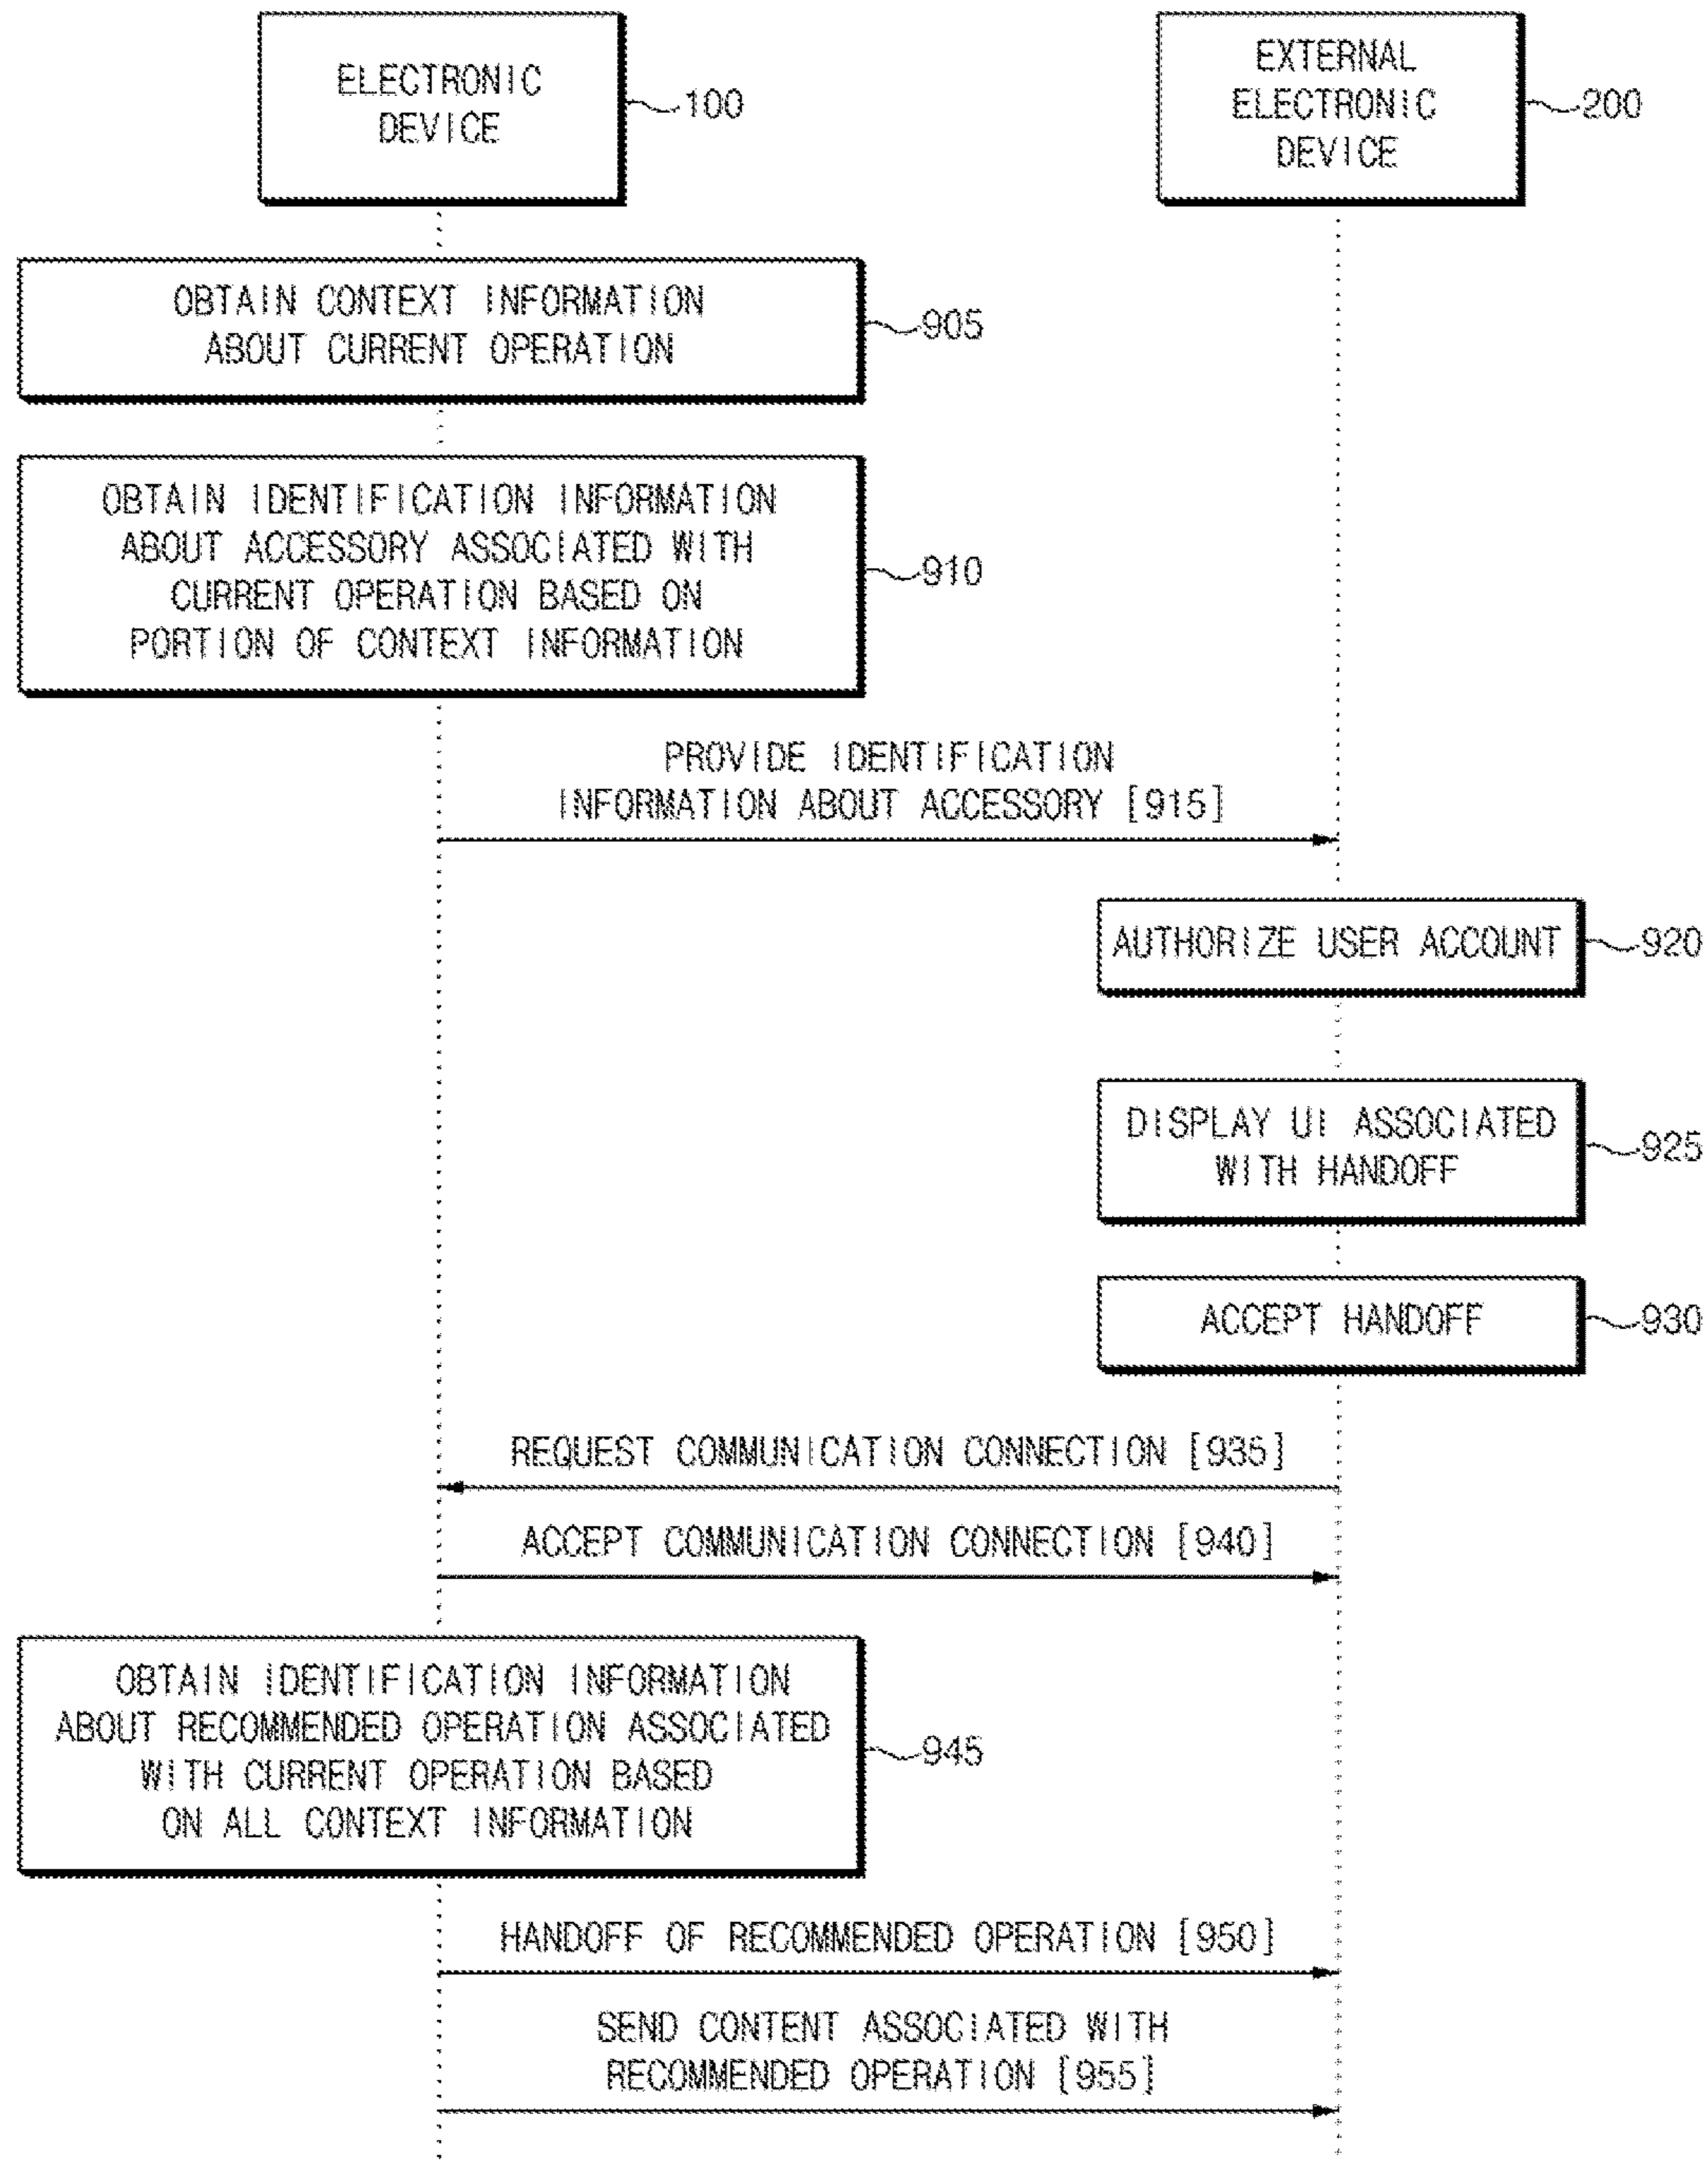 ELECTRONIC
DEVICE
100
EXTERNAL
ELECTRONIC
DEVICE
200
OBTAIN CONTEXT INFORMATION
ABOUT CURRENT OPERATION
905
OBTAIN IDENTIFICATION INFORMATION
ABOUT ACCESSORY ASSOCIATED WITH
CURRENT OPERATION BASED ON
PORTION OF CONTEXT INFORMATION
910
PROVIDE IDENTIFICATION
INFORMATION ABOUT ACCESSORY [915]
AUTHORIZE USER ACCOUNT
920
DISPLAY UI ASSOCIATED
WITH HANDOFF
925
ACCEPT HANDOFF
930
REQUEST COMMUNICATION CONNECTION [935]
ACCEPT COMMUNICATION CONNECTION [940]
OBTAIN IDENTIFICATION INFORMATION
ABOUT RECOMMENDED OPERATION ASSOCIATED
WITH CURRENT OPERATION BASED
ON ALL CONTEXT INFORMATION
945
HANDOFF OF RECOMMENDED OPERATION [950]
SEND CONTENT ASSOCIATED WITH
RECOMMENDED OPERATION [955]